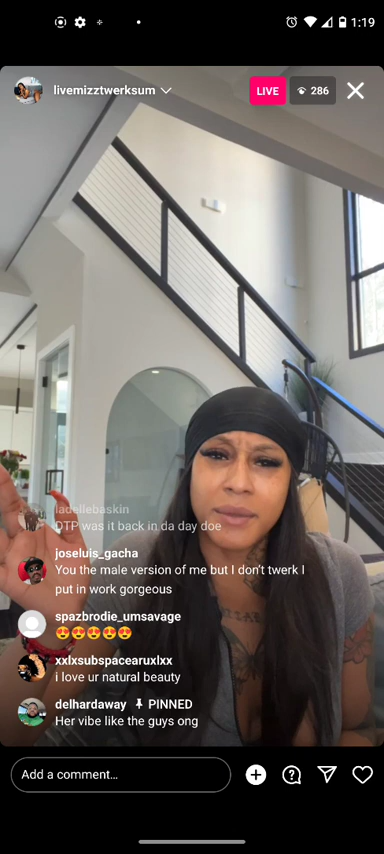 1:19
livemizztwerksum
LIVE
286
ladellebaskin
DTP was it back in da day doe
joseluis_gacha
You the male version of me but I don't twerk I
put in work gorgeous
spazbrodie_umsavage
😍😍😍😍😍
xxlxsubspacearuxlxx
i love ur natural beauty
delhardaway PINNED
Her vibe like the guys ong
Add a comment...